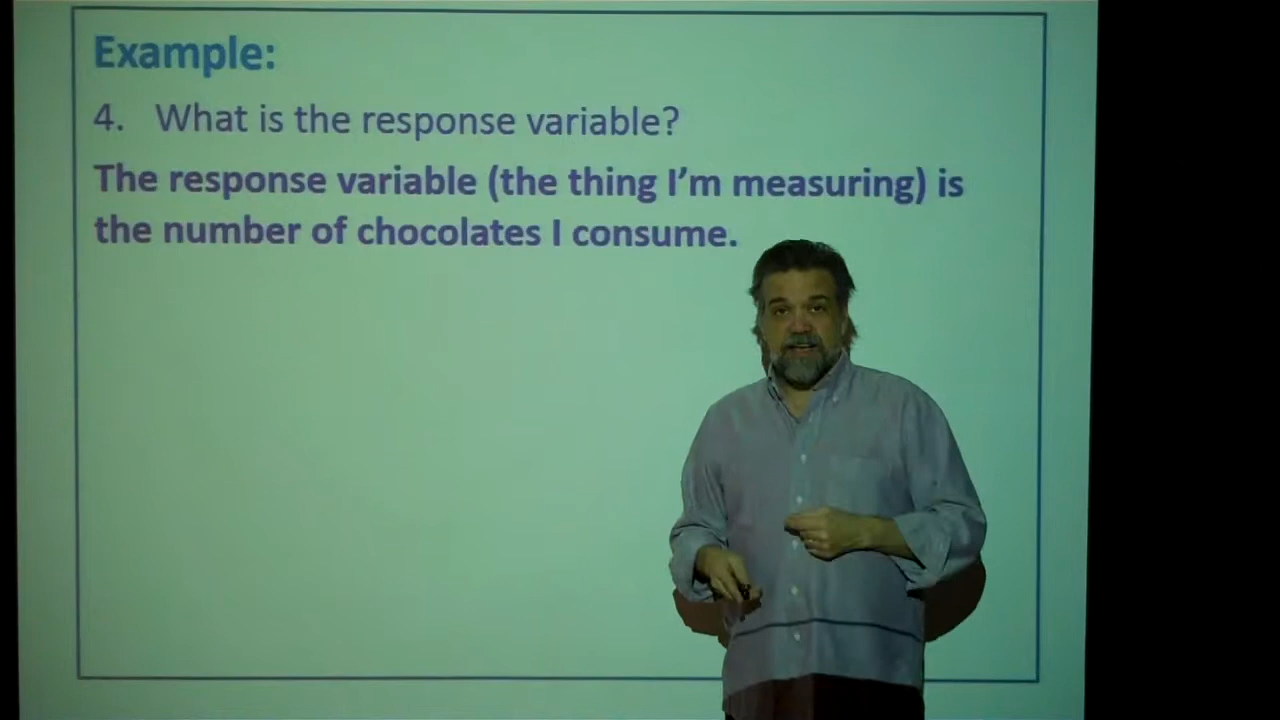 Example:
4. What is the response variable?
The response variable (the thing I’m measuring) is
the number of chocolates I consume.